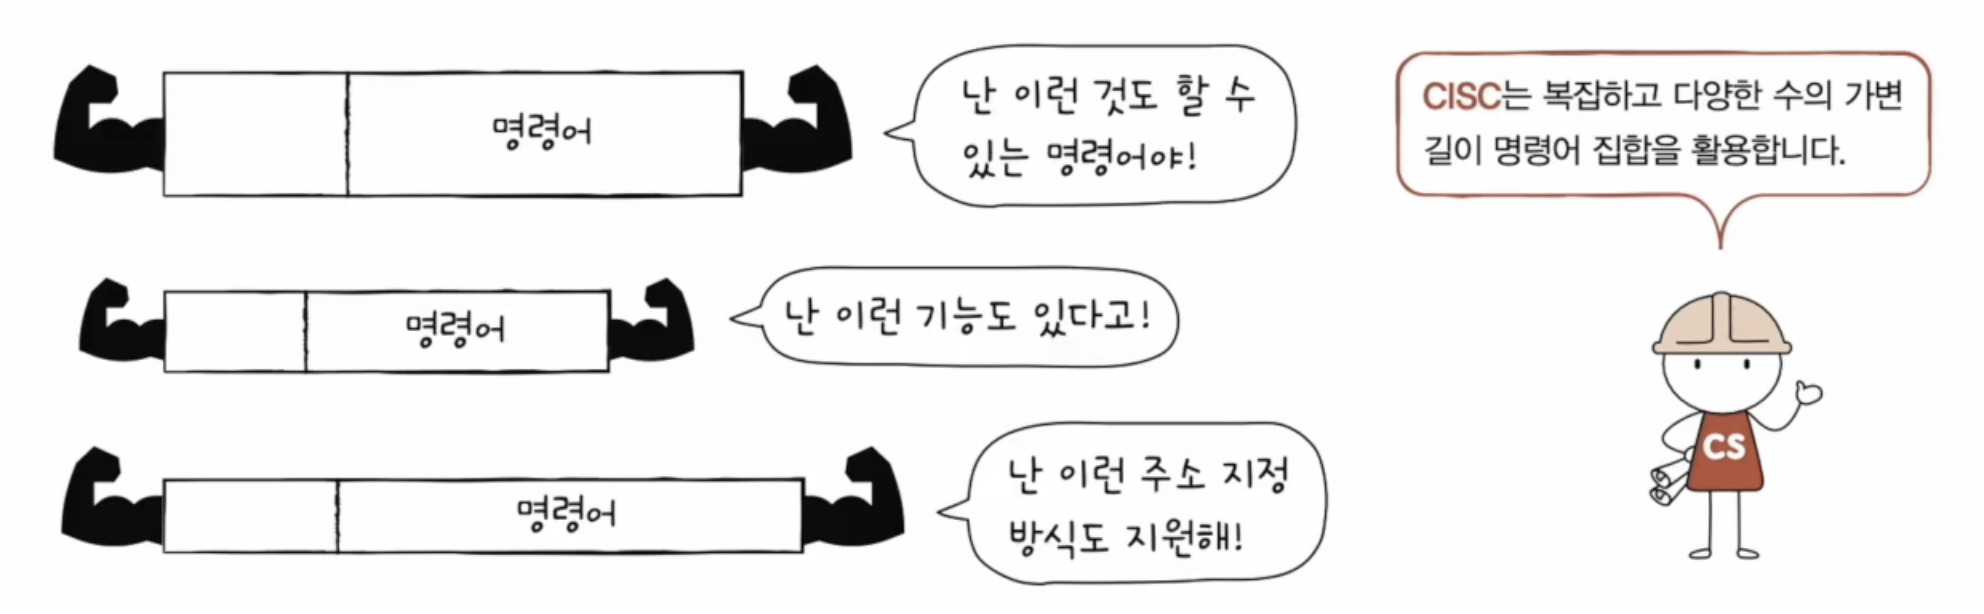 명령어
난 이런 것도 할 수
있는 명령어야!
명령어
난 이런 기능도 있다고!
명령어
난 이런 주소 지정
방식도 지원해!
CISC는 복잡하고 다양한 수의 가변
길이 명령어 집합을 활용합니다.
CS